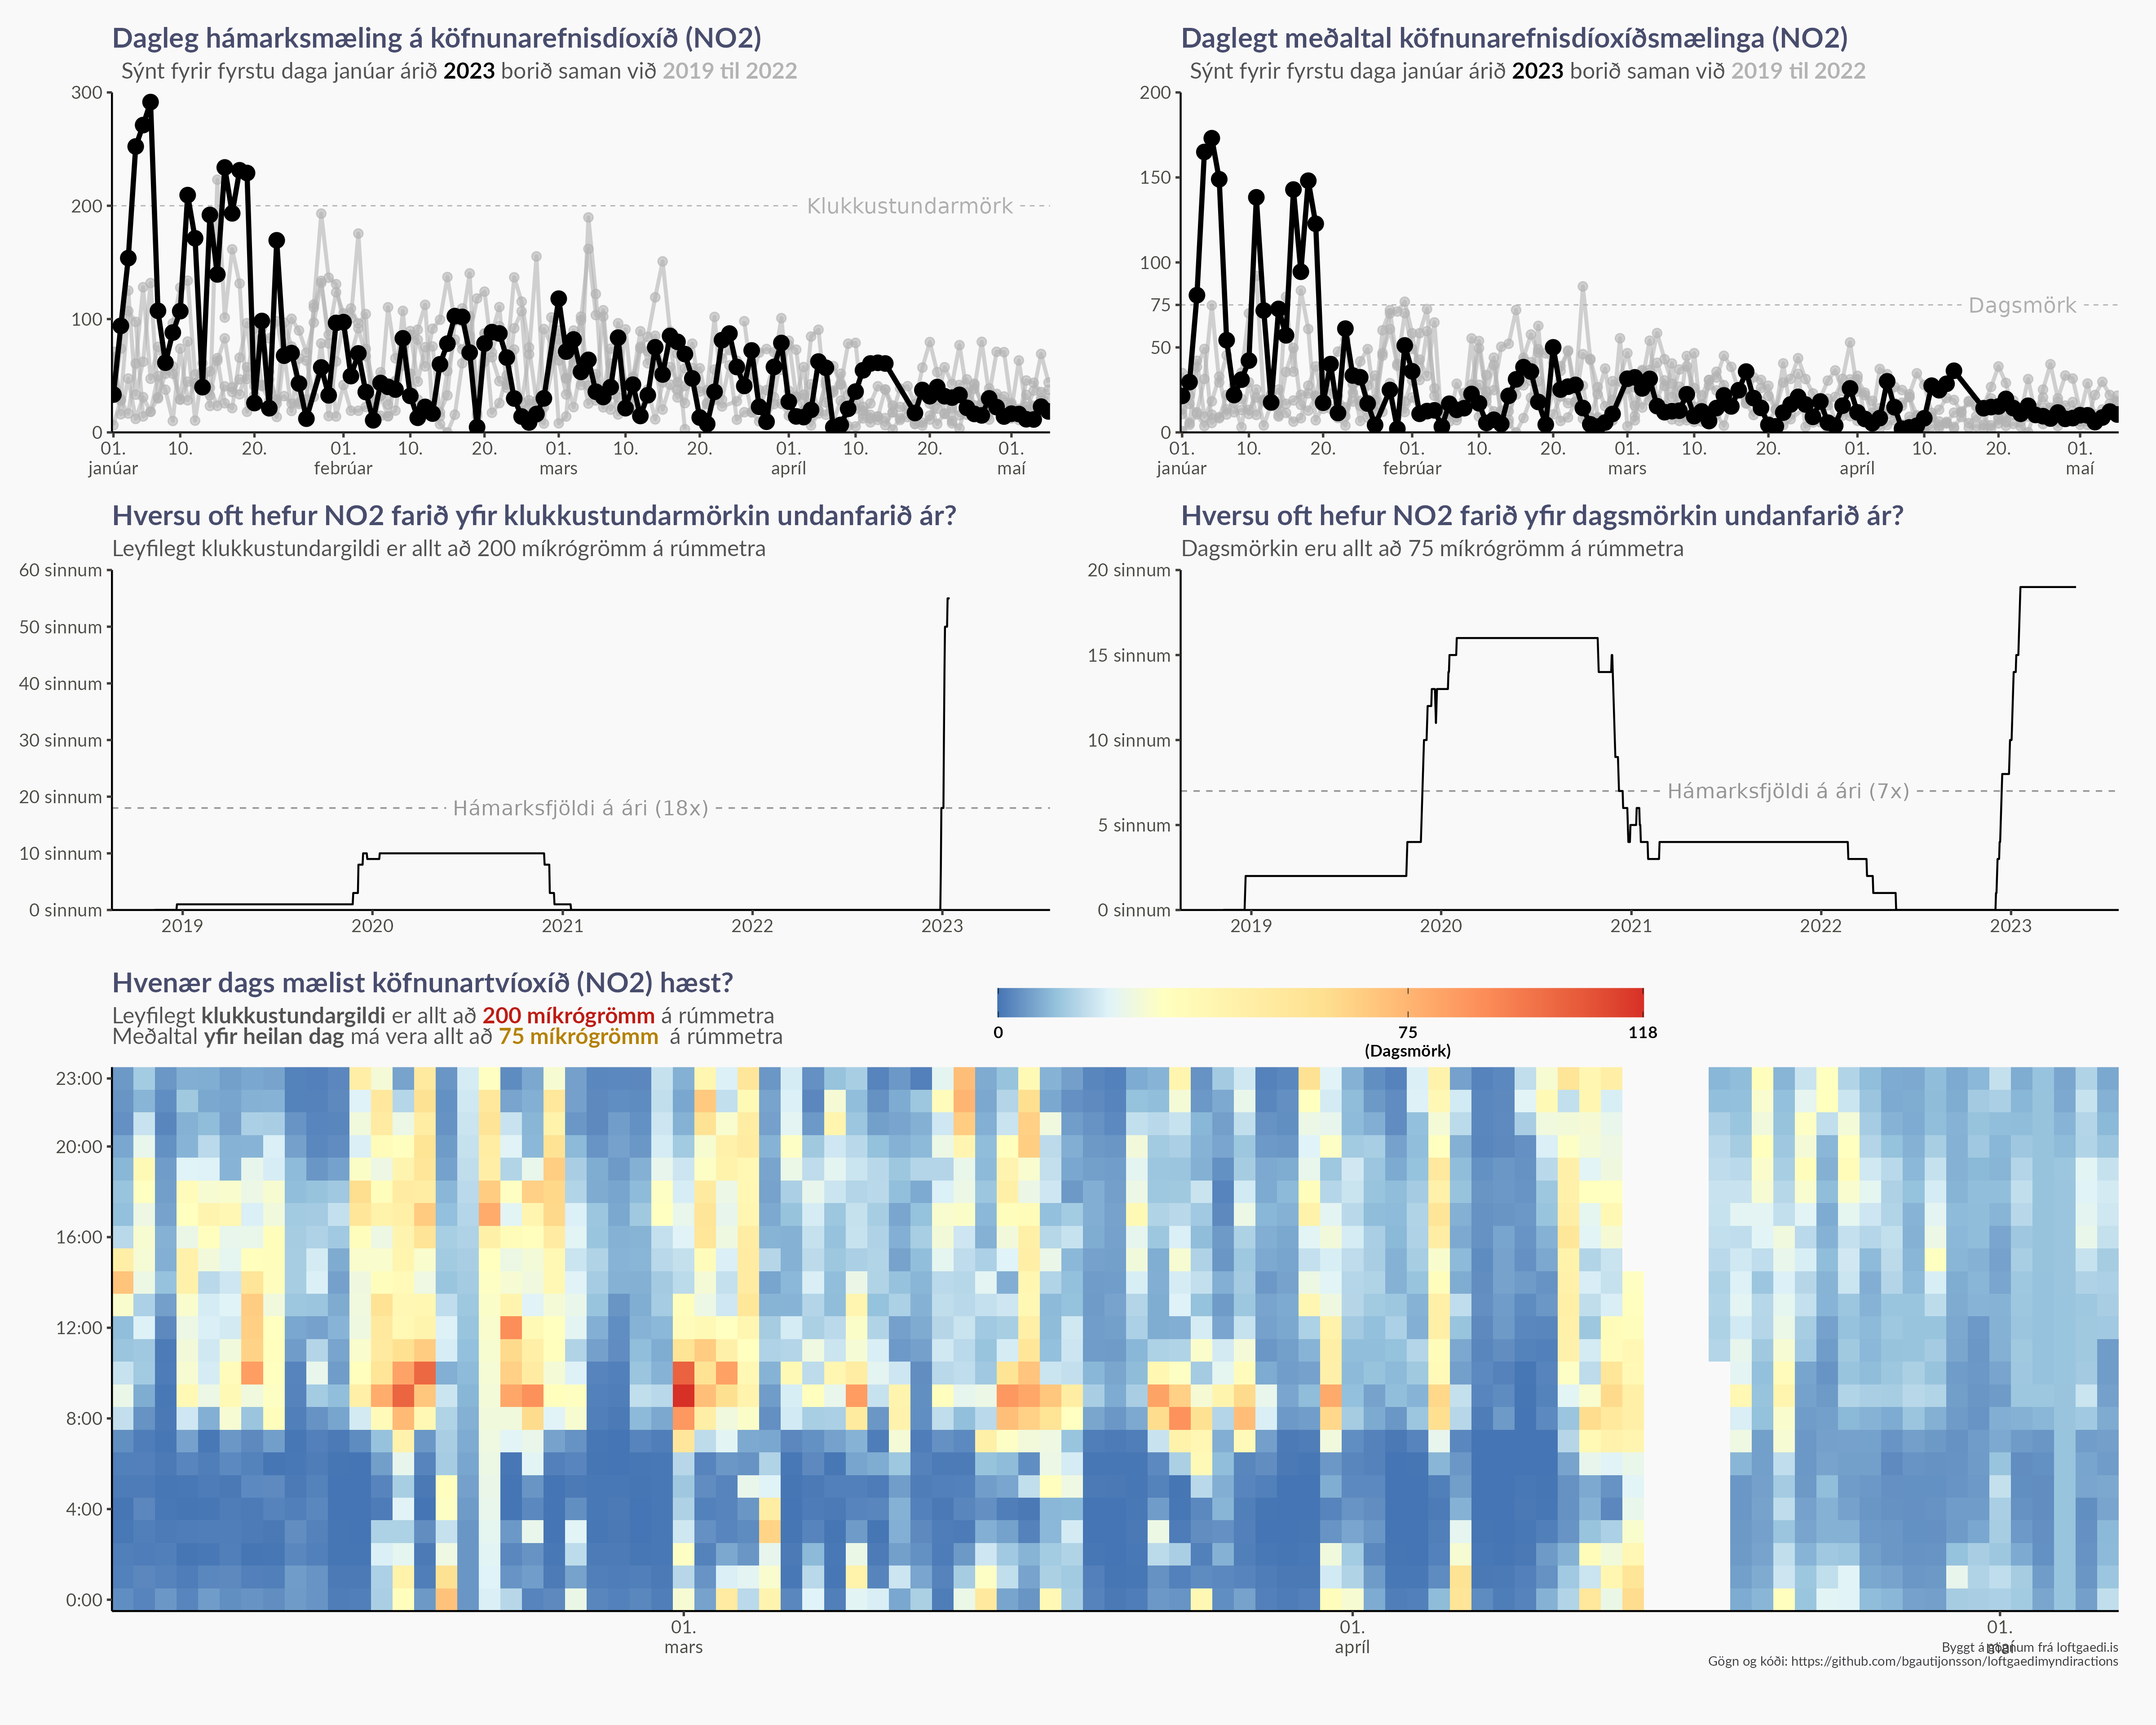 Dagleg hámarksmæling á köfnunarefnisdíoxíð (NO2)
Sýnt fyrir fyrstu daga janúar árið 2023 borið saman við 2019 til 2022
300
200
100
0
Klukkustundarmörk
01. 10. 20. 01. 10. 20. 01. 10. 20. 01. 10. 20. 01.
janúar febrúar mars apríl maí
Daglegt meðaltal köfnunarefnisdíoxíðsmælinga (NO2)
Sýnt fyrir fyrstu daga janúar árið 2023 borið saman við 2019 til 2022
200
150
100
75
50
0
Dagsmörk
01. 10. 20. 01. 10. 20. 01. 10. 20. 01. 10. 20. 01.
janúar febrúar mars apríl maí
Hversu oft hefur NO2 farið yfir klukkustundarmörkin undanfarið ár?
Leyfilegt klukkustundargildi er allt að 200 míkrógrömm á rúmmetra
60 sinnum
50 sinnum
40 sinnum
30 sinnum
20 sinnum
10 sinnum
0 sinnum
Hámarksfjöldi á ári (18x)
2019 2020 2021 2022 2023
Hversu oft hefur NO2 farið yfir dagsmörkin undanfarið ár?
Dagsmörkin eru allt að 75 míkrógrömm á rúmmetra
20 sinnum
15 sinnum
10 sinnum
5 sinnum
0 sinnum
Hámarksfjöldi á ári (7x)
2019 2020 2021 2022 2023
Hvenær dags mælist köfnunartvíoxíð (NO2) hæst?
Leyfilegt klukkustundargildi er allt að 200 míkrógrömm á rúmmetra
Meðaltal yfir heilan dag má vera allt að 75 míkrógrömm á rúmmetra
0 75 118
(Dagsmörk)
23:00
20:00
16:00
12:00
8:00
4:00
0:00
01. 01. 01.
mars apríl maí
Byggt á gögnum frá loftgaedi.is
Gögn og kóði: https://github.com/bgautijonsson/loftgaedimyndiractions